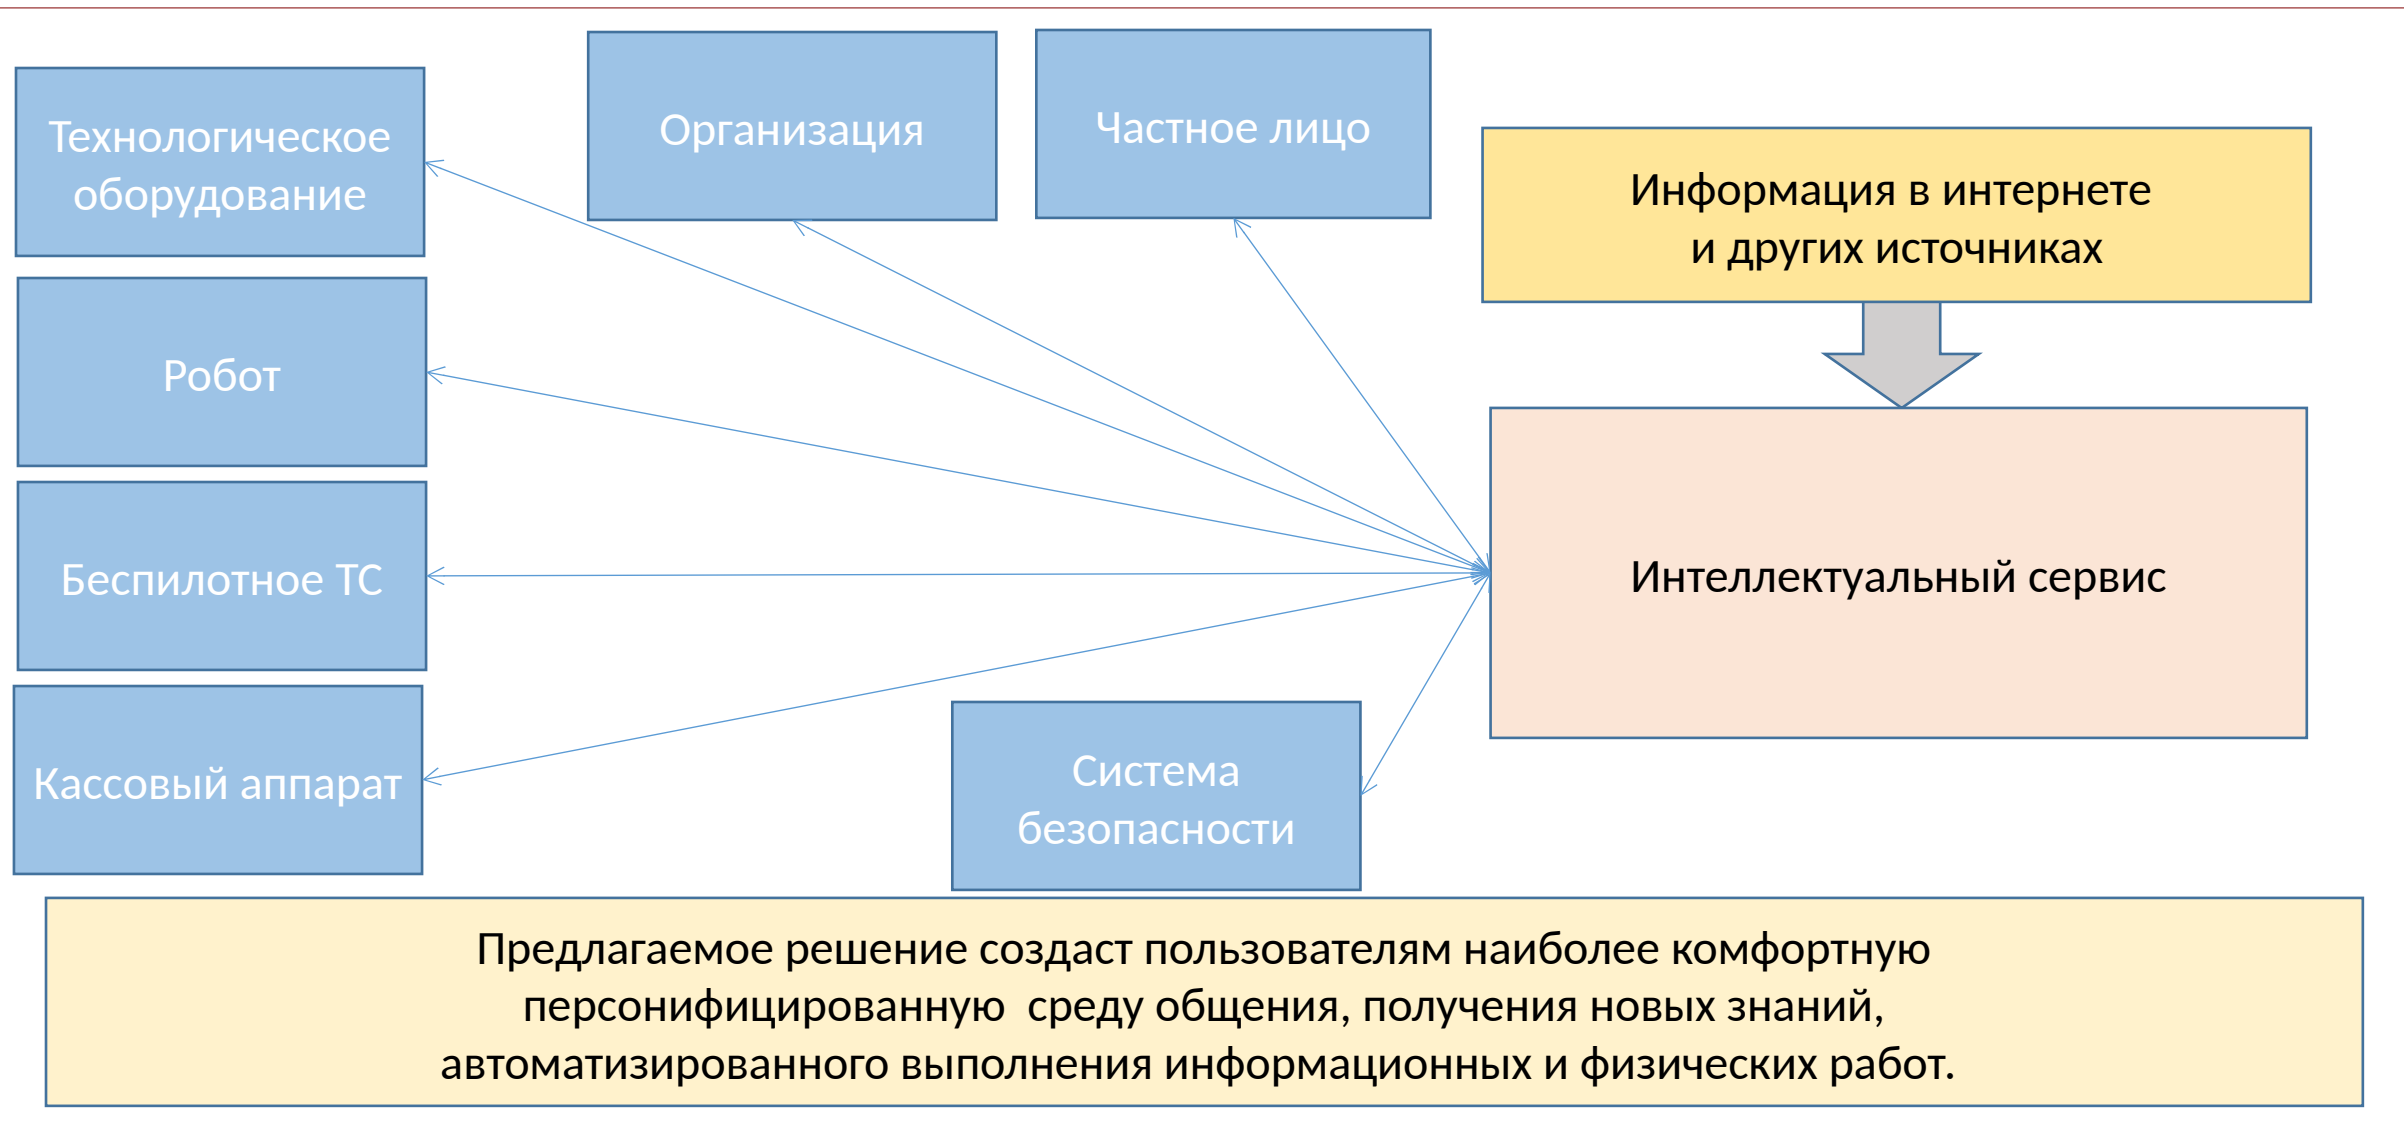 Технологическое
оборудование
Организация
Частное лицо
Информация в интернете
и других источниках
Робот
Беспилотное ТС
Интеллектуальный сервис
Кассовый аппарат
Система
безопасности
Предлагаемое решение создаст пользователям наиболее комфортную
персонифицированную среду общения, получения новых знаний,
автоматизированного выполнения информационных и физических работ.